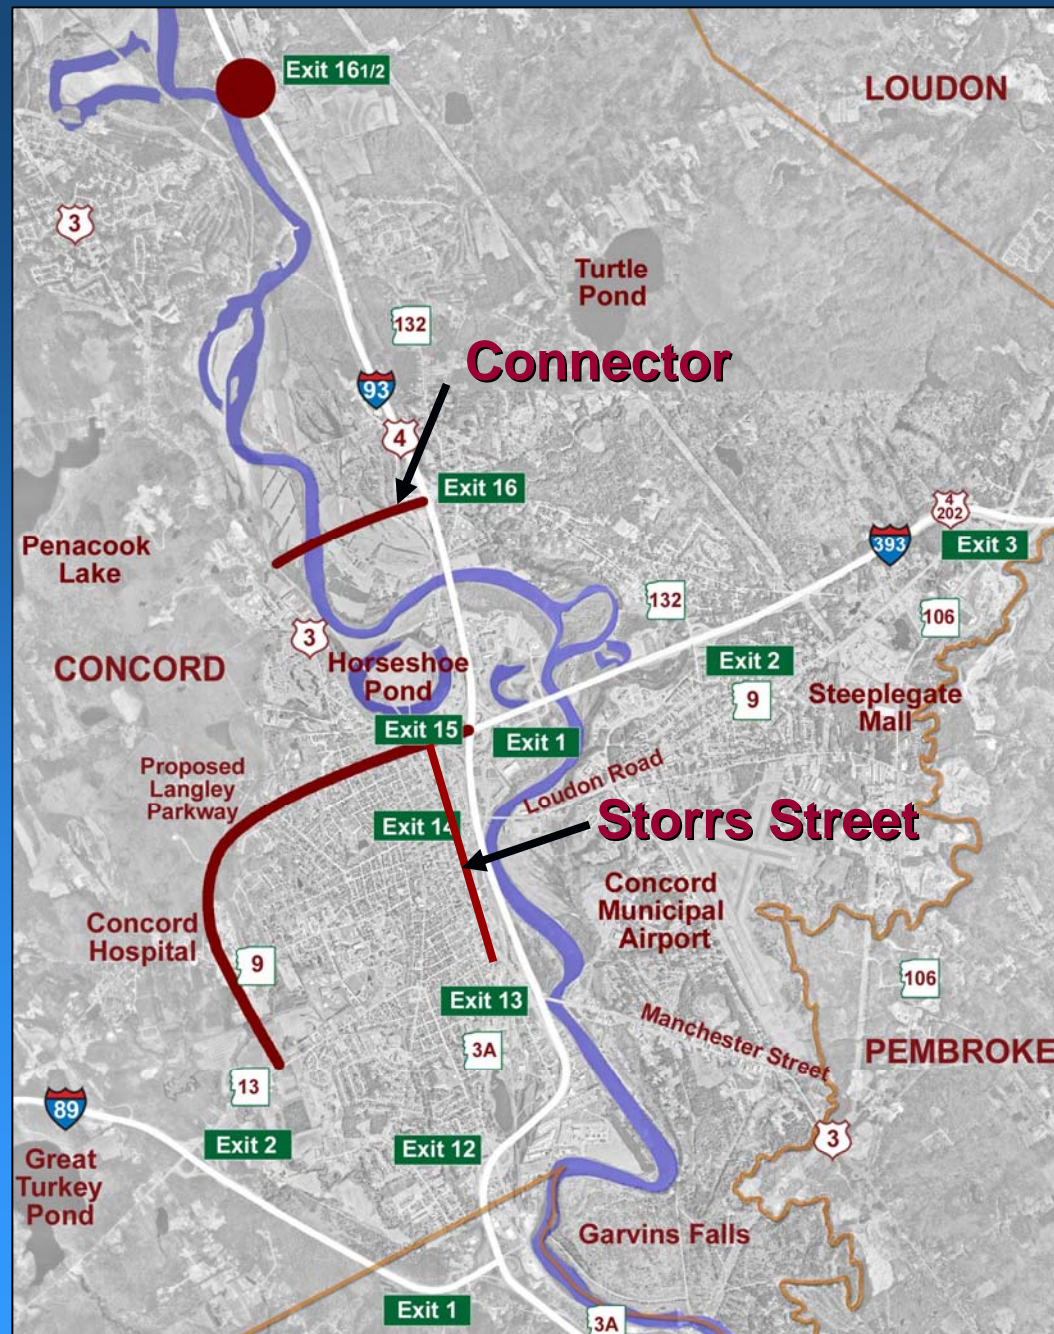 Exit 161/2
LOUDON
3
Turtle
Pond
132
Connector
93
4
Exit 16
4
202
393
Exit 3
Penacook
Lake
132
106
3
CONCORD
Horseshoe
Pond
Exit 2
9
Steeplegate
Mall
Exit 15
Exit 1
Proposed
Langley
Parkway
Loudon Road
Exit 14
Storrs Street
Concord
Municipal
Airport
Concord
Hospital
9
106
Exit 13
Manchester Street
3A
PEMBROKE
13
89
Exit 2
Exit 12
3
Great
Turkey
Pond
Garvins Falls
Exit 1
3A